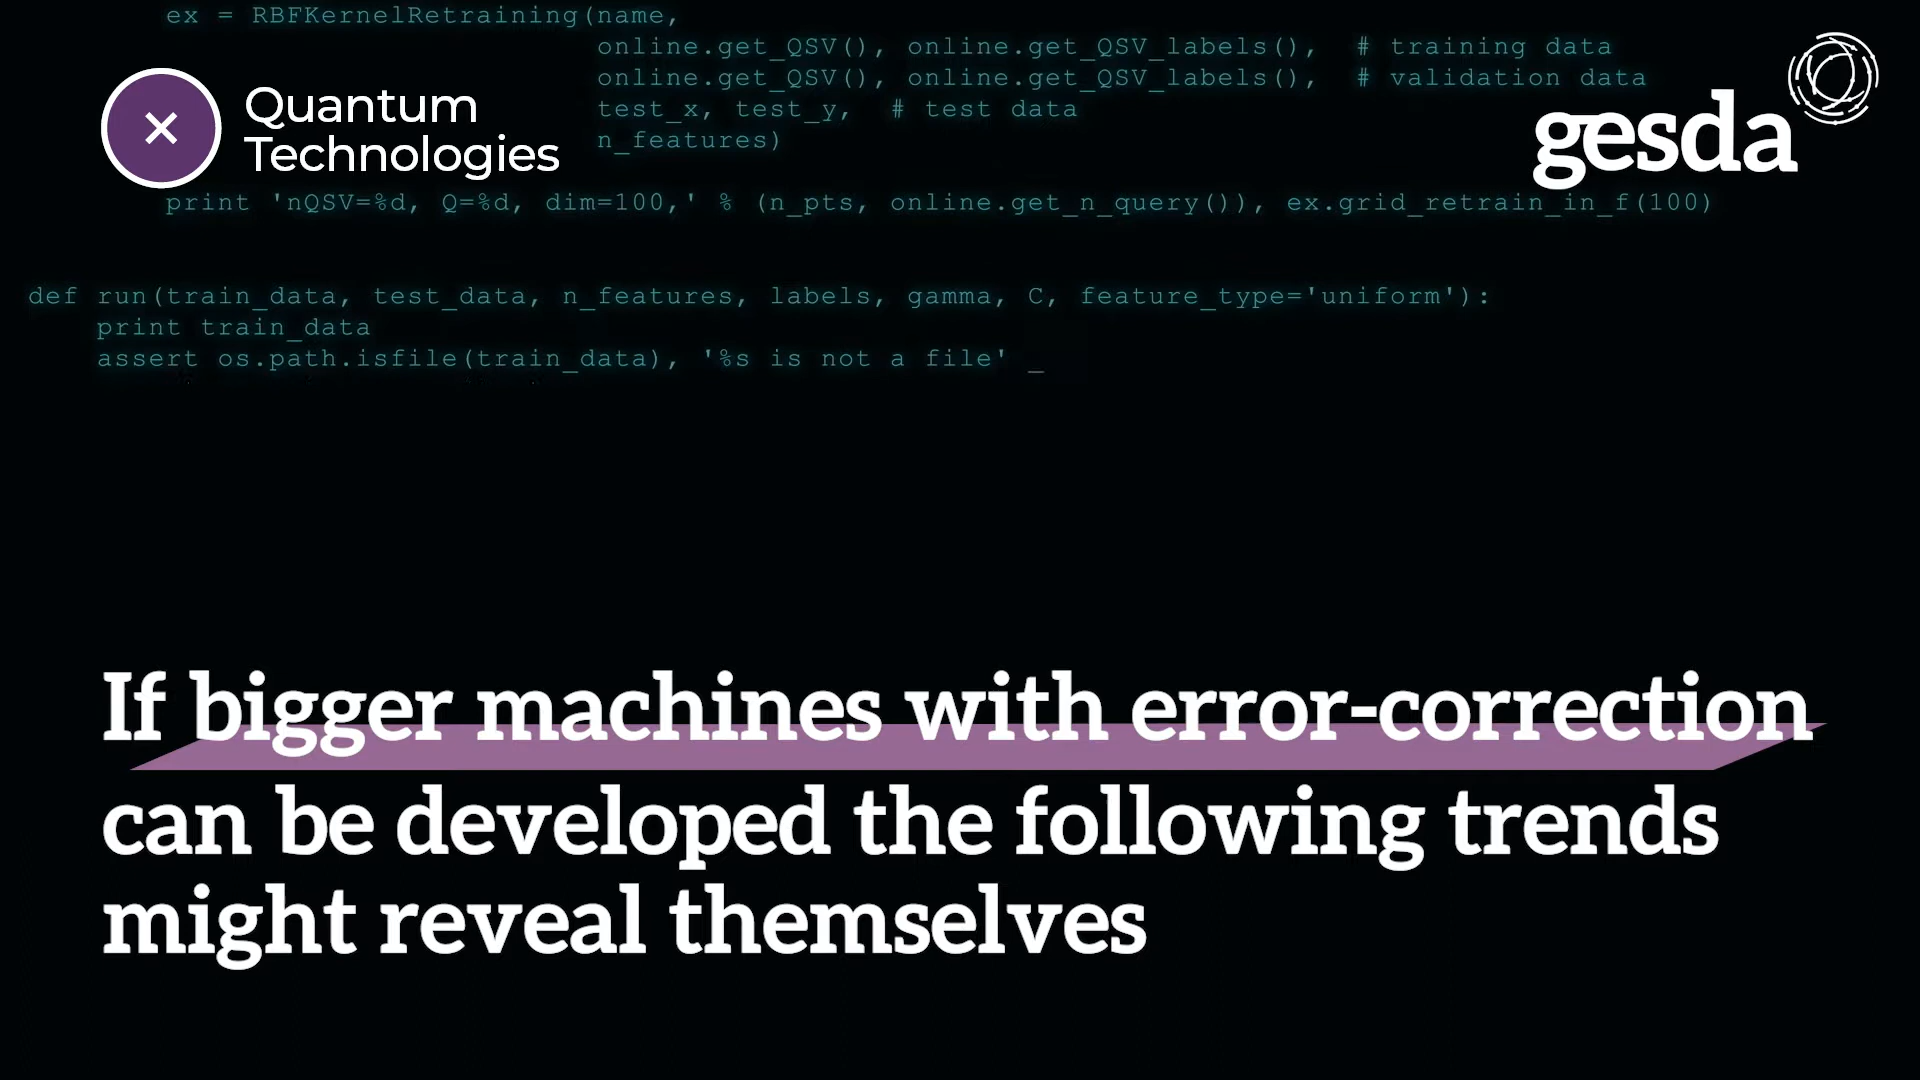 ex = RBFKernelRetraining(name,
online.get_QSV(), online.get_QSV_labels(), # training data
online.get_QSV(), online.get_QSV_labels(), # validation data
test_x, test_y, # test data
n_features)
Quantum
Technologies
gesda
print 'nQSV=%d, Q=%d, dim=100,' % (n_pts, online.get_n_query()), ex.grid_retrain_in_f(100)
def run(train_data, test_data, n_features, labels, gamma, C, feature_type='uniform'):
print train_data
assert os.path.isfile(train_data), '%s is not a file' _
If bigger machines with error-correction
can be developed the following trends
might reveal themselves